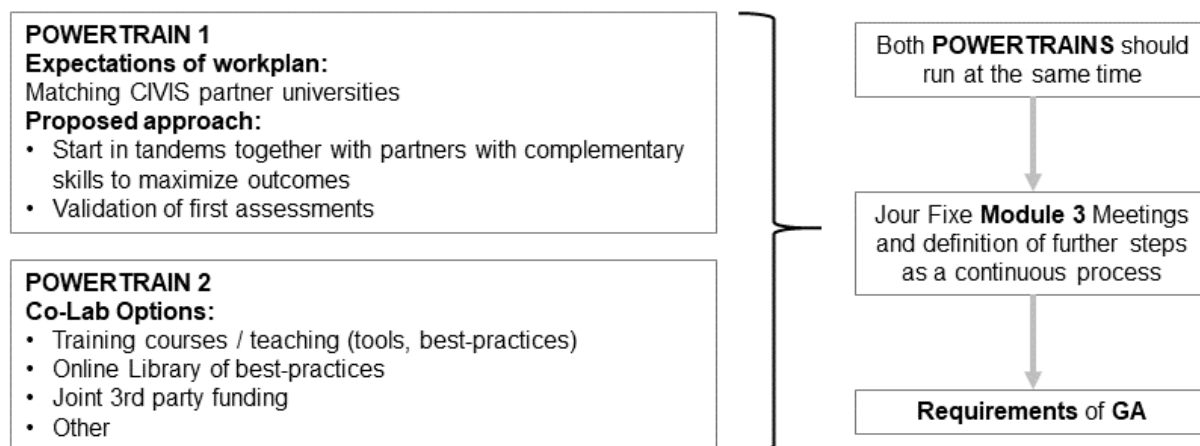 POWERTRAIN 1
Expectations of workplan:
Matching CIVIS partner universities
Proposed approach:
• Start in tandems together with partners with complementary
skills to maximize outcomes
• Validation of first assessments
POWERTRAIN 2
Co-Lab Options:
• Training courses / teaching (tools, best-practices)
• Online Library of best-practices
• Joint 3rd party funding
• Other
Both POWERTRAINS should
run at the same time
Jour Fixe Module 3 Meetings
and definition of further steps
as a continuous process
Requirements of GA